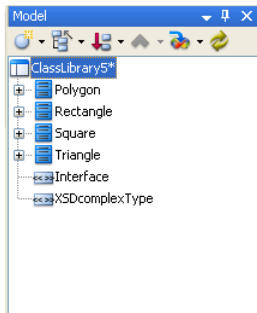 Model
ClassLibrary5*
Polygon
Rectangle
Square
Triangle
«»Interface
«»XSDcomplexType